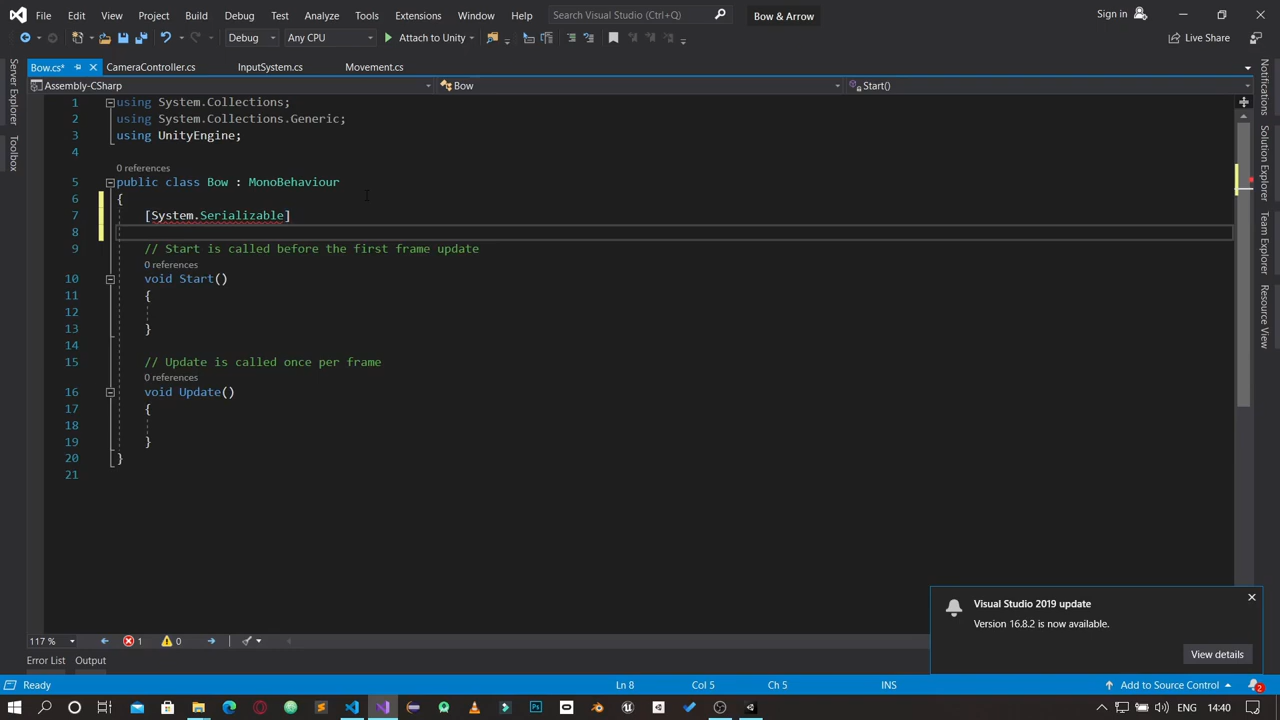 File Edit View Project Build Debug Test Analyze Tools Extensions Window Help Search Visual Studio (Ctrl+Q) Bow & Arrow Sign in
Debug Any CPU Attach to Unity Live Share
Bow.cs* CameraController.cs InputSystem.cs Movement.cs
Assembly-CSharp Bow Start()
Server Explorer
Toolbox
Notifications
Solution Explorer
Team Explorer
Resource View
1 using System.Collections;
2 using System.Collections.Generic;
3 using UnityEngine;
4
0 references
5 public class Bow : MonoBehaviour
6 {
7 [System.Serializable]
8
9 // Start is called before the first frame update
0 references
10 void Start()
11 {
12
13 }
14
15 // Update is called once per frame
0 references
16 void Update()
17 {
18
19 }
20 }
21
Visual Studio 2019 update
Version 16.8.2 is now available.
View details
117 % 1 0
Error List Output
Ready Ln 8 Col 5 Ch 5 INS Add to Source Control 2
ENG 14:40